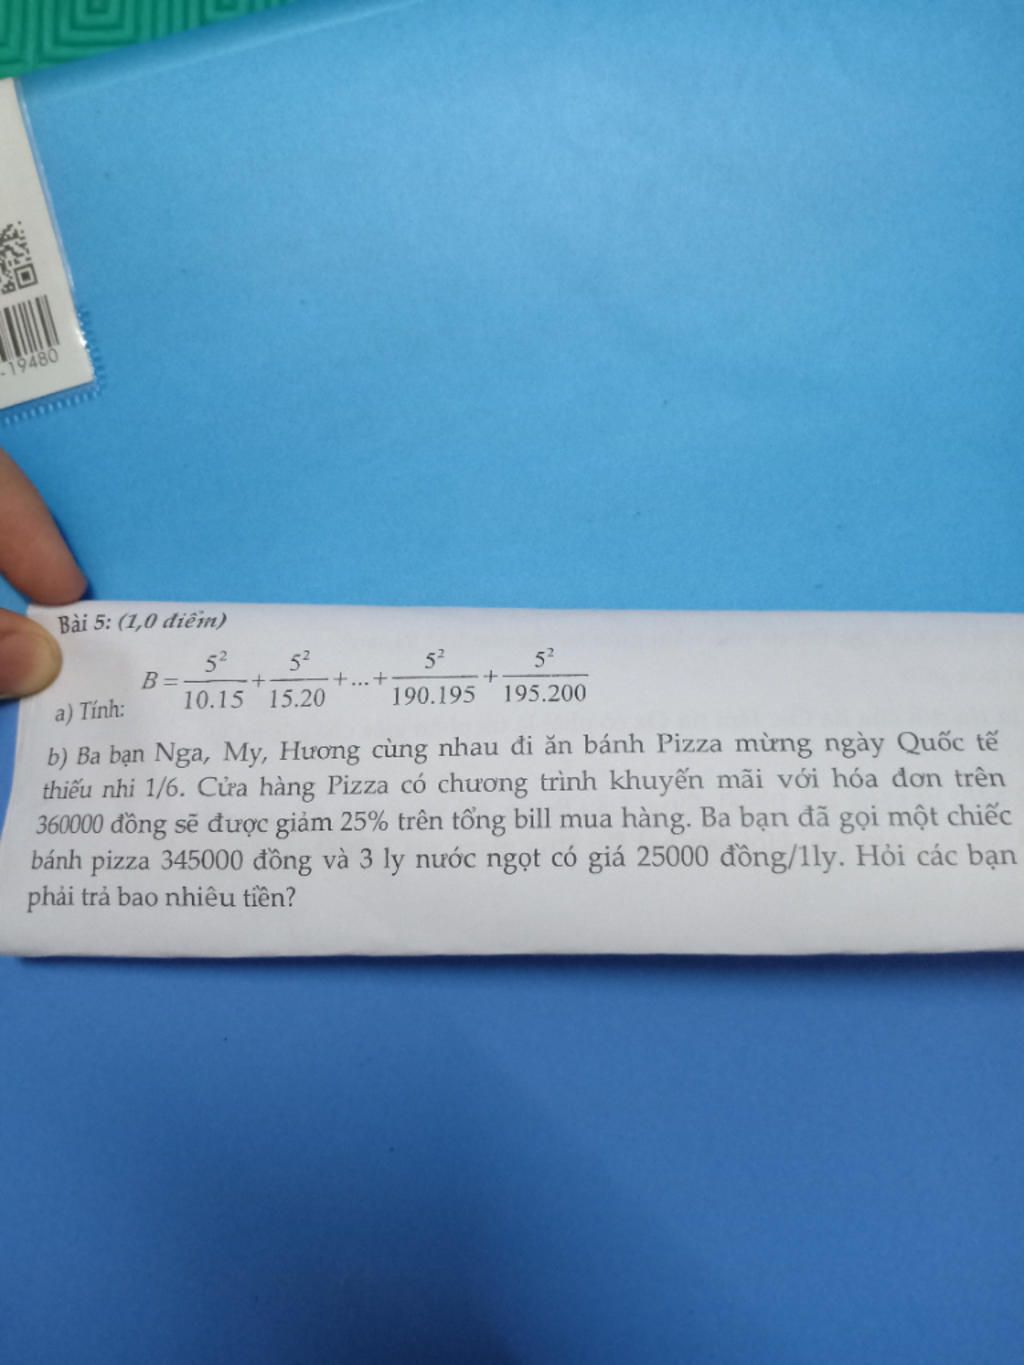 -19480
Bài 5: (1,0 điểm)
a) Tính: B = 5²/10.15 + 5²/15.20 + ... + 5²/190.195 + 5²/195.200
b) Ba bạn Nga, My, Hương cùng nhau đi ăn bánh Pizza mừng ngày Quốc tế
thiếu nhi 1/6. Cửa hàng Pizza có chương trình khuyến mãi với hóa đơn trên
360000 đồng sẽ được giảm 25% trên tổng bill mua hàng. Ba bạn đã gọi một chiếc
bánh pizza 345000 đồng và 3 ly nước ngọt có giá 25000 đồng/1ly. Hỏi các bạn
phải trả bao nhiêu tiền?